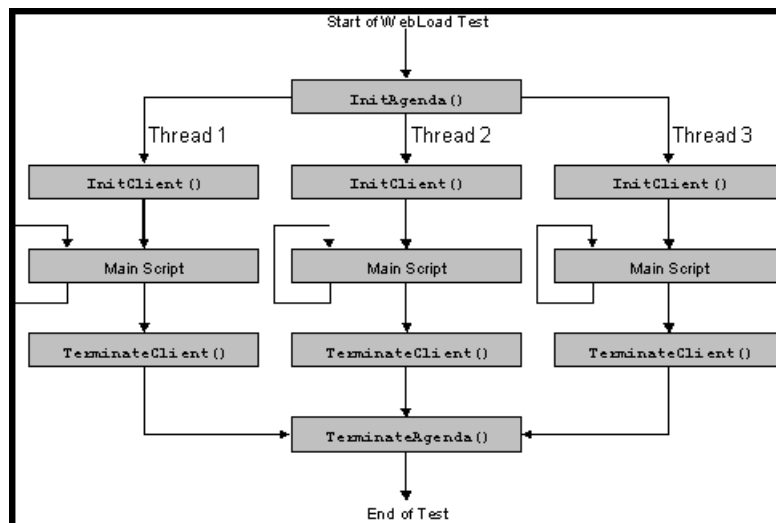 Start of WebLoad Test
InitAgenda()
Thread 1
Thread 2
Thread 3
InitClient()
InitClient()
InitClient()
Main Script
Main Script
Main Script
TerminateClient()
TerminateClient()
TerminateClient()
TerminateAgenda()
End of Test